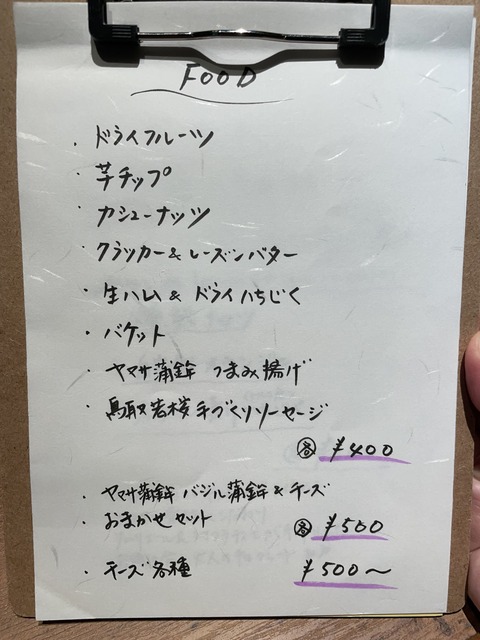 FOOD
・ドライフルーツ
・芋チップ
・カシューナッツ
・クラッカー&レーズンバター
・生ハム&ドライいちじく
・バケット
・ヤマサ蒲鉾 つまみ揚げ
・鳥取若桜手づくりソーセージ
各 ¥400
・ヤマサ蒲鉾 バジル蒲鉾&チーズ
・おまかせセット
各 ¥500
・チーズ各種 ¥500〜